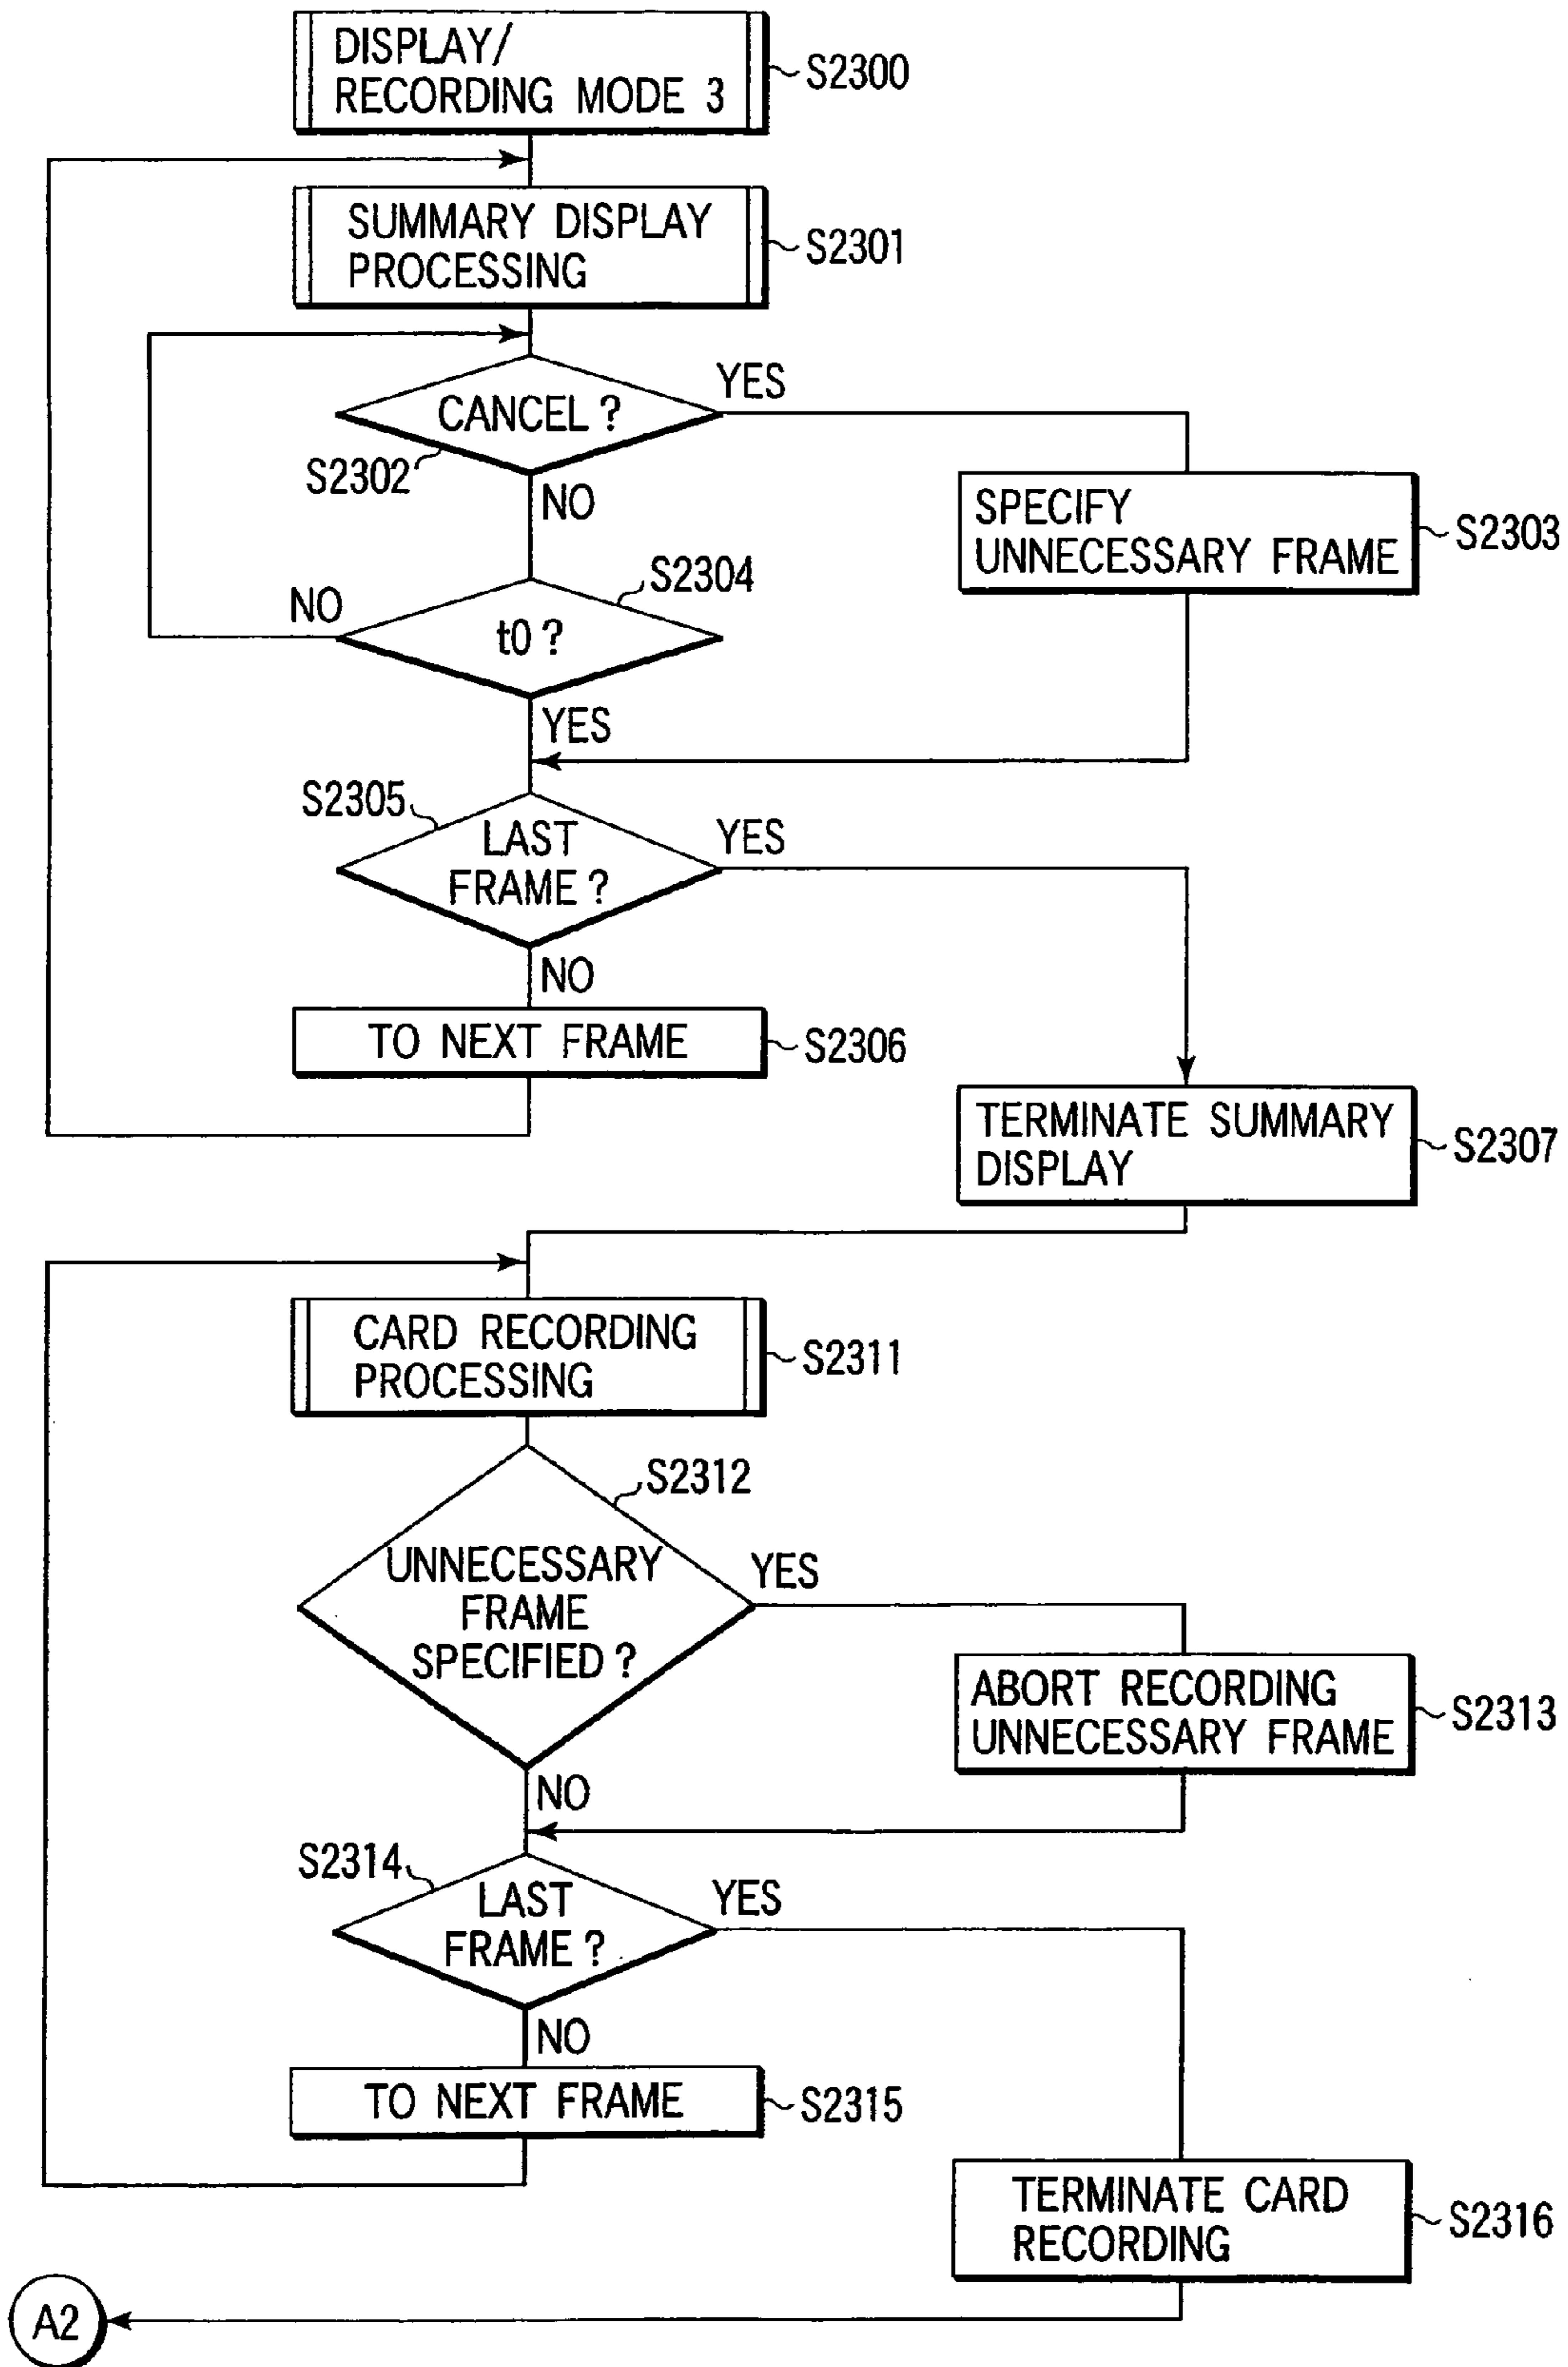 DISPLAY/
RECORDING MODE 3
S2300
SUMMARY DISPLAY
PROCESSING
S2301
CANCEL ?
YES
S2302
NO
SPECIFY
UNNECESSARY FRAME
S2303
S2304
NO
t0 ?
YES
S2305
LAST
FRAME ?
YES
NO
TO NEXT FRAME
S2306
TERMINATE SUMMARY
DISPLAY
S2307
CARD RECORDING
PROCESSING
S2311
S2312
UNNECESSARY
FRAME
SPECIFIED ?
YES
ABORT RECORDING
UNNECESSARY FRAME
S2313
NO
S2314
LAST
FRAME ?
YES
NO
TO NEXT FRAME
S2315
TERMINATE CARD
RECORDING
S2316
A2